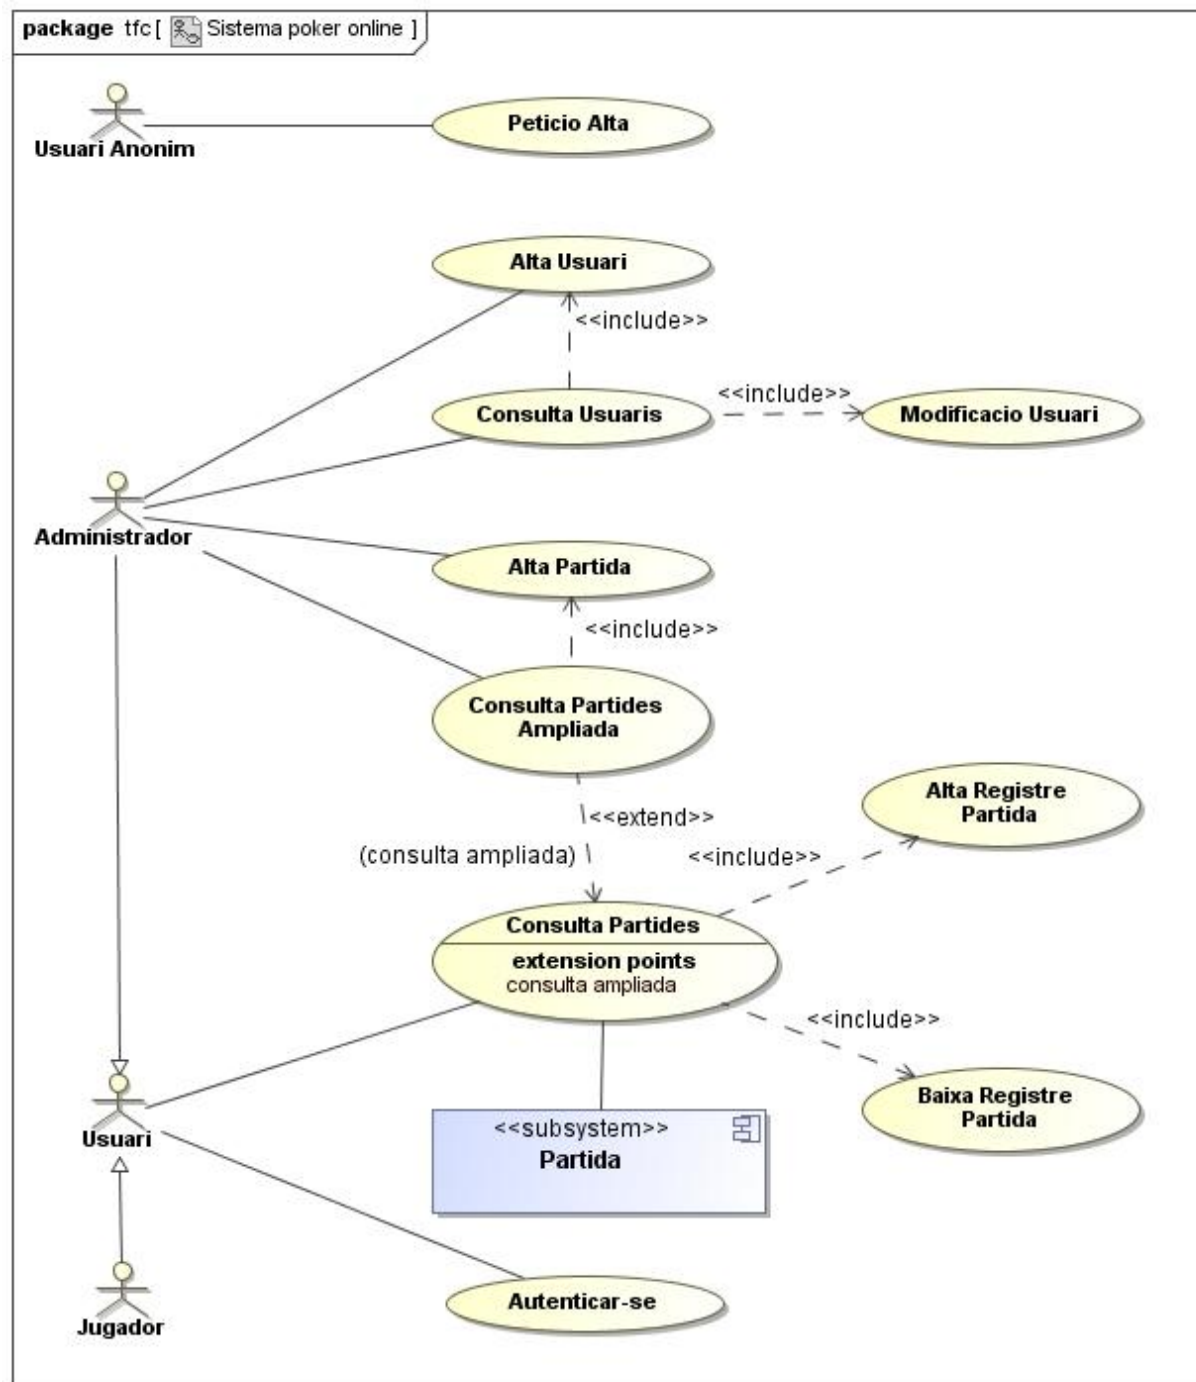 package tfc [ Sistema poker online ]
Usuari Anonim
Peticio Alta
Alta Usuari
<<include>>
Consulta Usuaris
<<include>>
Modificacio Usuari
Administrador
Alta Partida
<<include>>
Consulta Partides
Ampliada
<<extend>>
(consulta ampliada)
<<include>>
Alta Registre
Partida
Consulta Partides
extension points
consulta ampliada
<<include>>
Baixa Registre
Partida
Usuari
<<subsystem>>
Partida
Jugador
Autenticar-se